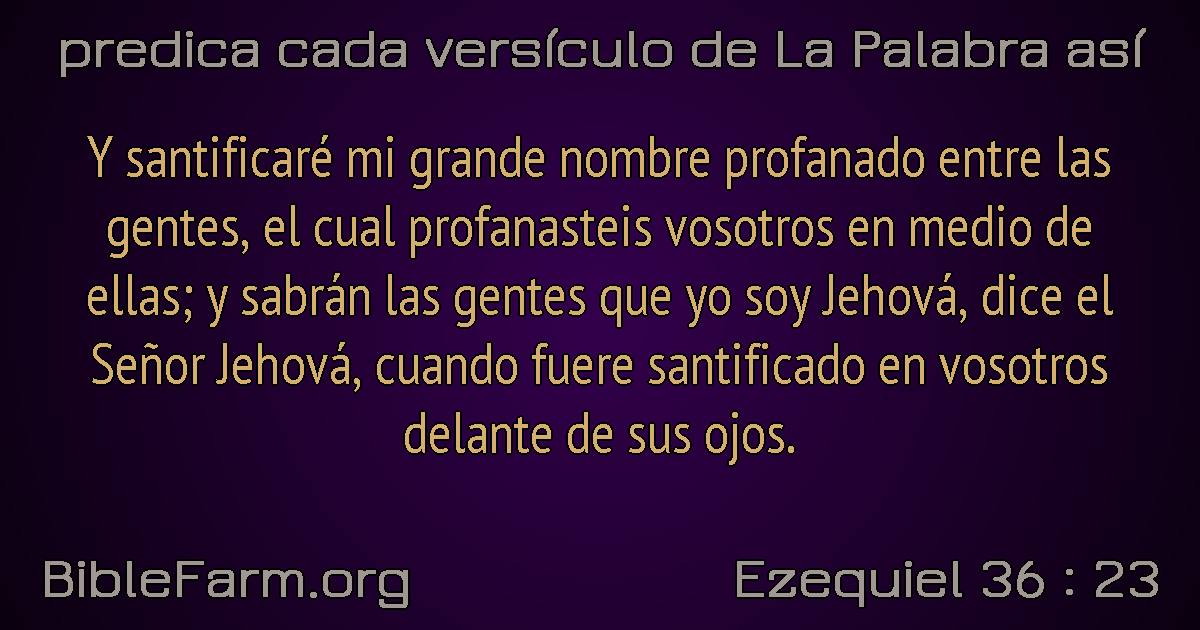 predica cada versículo de La Palabra así
Y santificaré mi grande nombre profanado entre las
gentes, el cual profanasteis vosotros en medio de
ellas; y sabrán las gentes que yo soy Jehová, dice el
Señor Jehová, cuando fuere santificado en vosotros
delante de sus ojos.
BibleFarm.org
Ezequiel 36 : 23